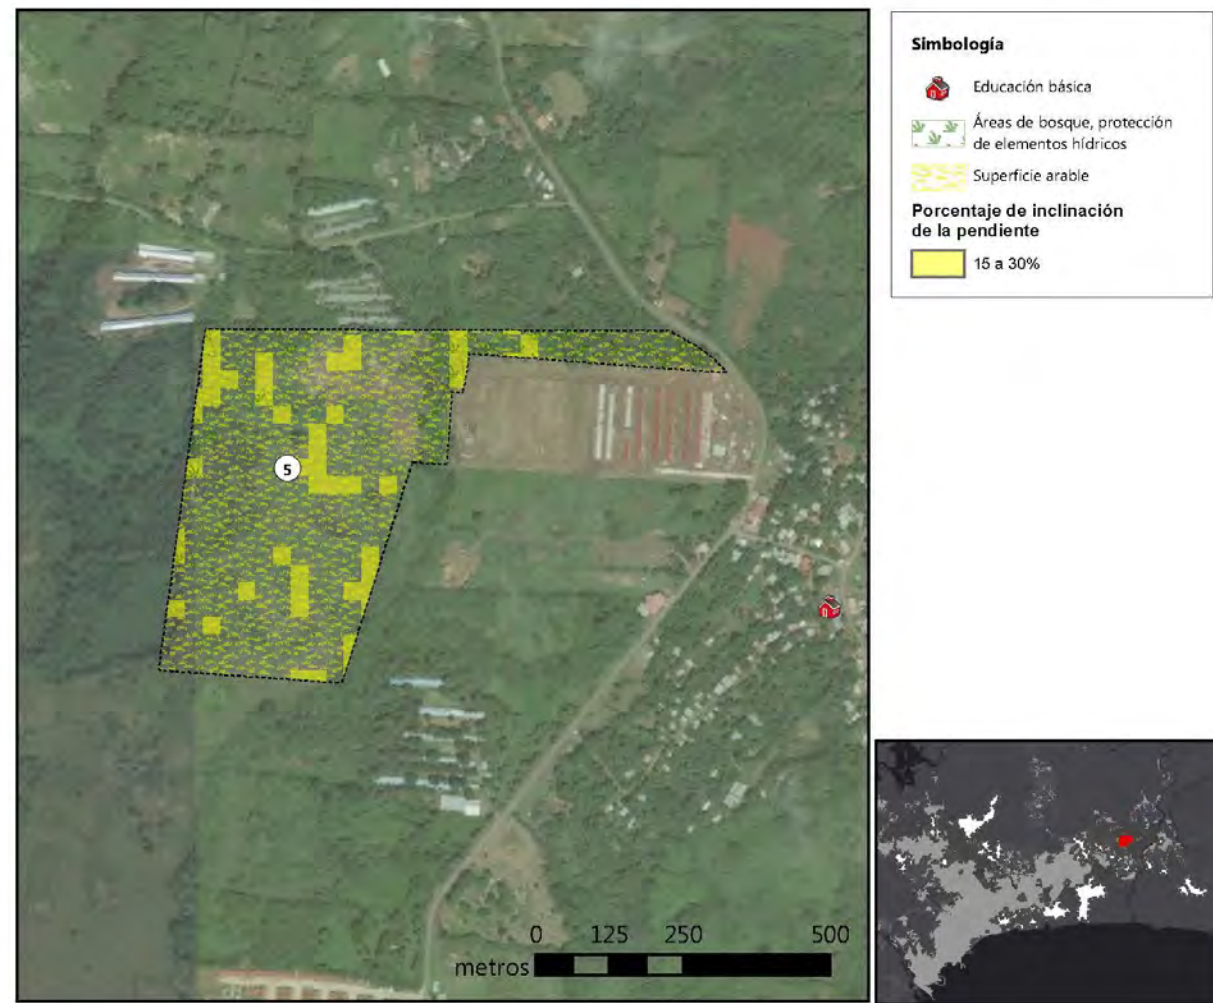 Simbología
Educación básica
Áreas de bosque, protección
de elementos hídricos
Superficie arable
Porcentaje de inclinación
de la pendiente
15 a 30%
5
0 125 250 500
metros